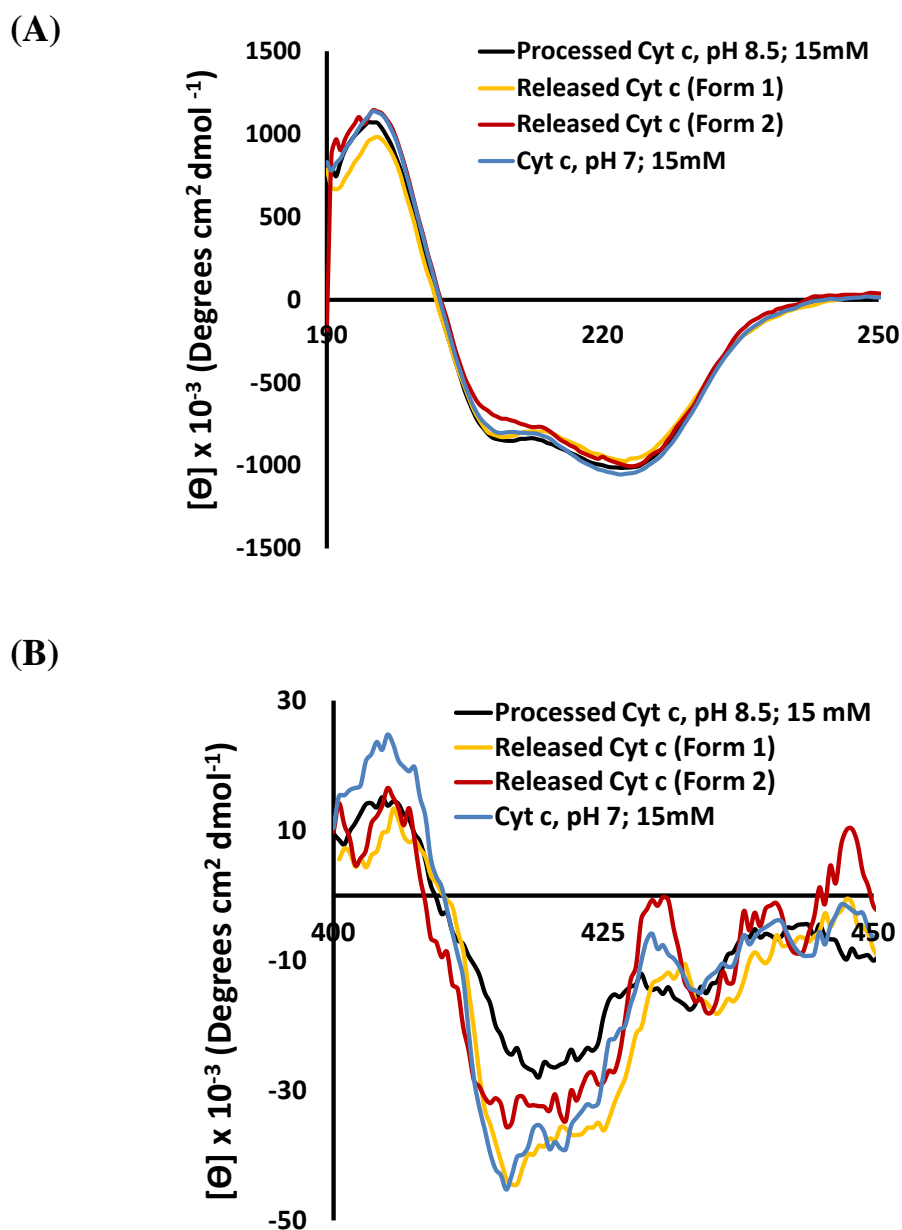 (A)
1500
1000
500
0
-500
-1000
-1500
[Θ] x 10⁻³ (Degrees cm² dmol ⁻¹)
Processed Cyt c, pH 8.5; 15mM
Released Cyt c (Form 1)
Released Cyt c (Form 2)
Cyt c, pH 7; 15mM
190
220
250
(B)
30
10
-10
-30
-50
[Θ] x 10⁻³ (Degrees cm² dmol⁻¹)
Processed Cyt c, pH 8.5; 15 mM
Released Cyt c (Form 1)
Released Cyt c (Form 2)
Cyt c, pH 7; 15mM
400
425
450